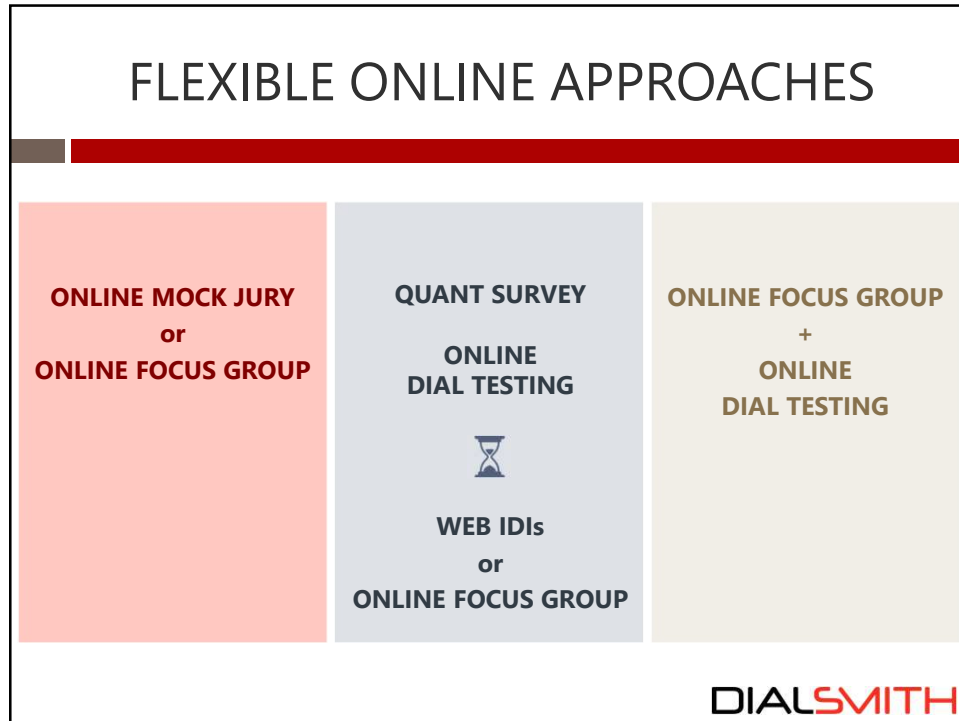 FLEXIBLE ONLINE APPROACHES
ONLINE MOCK JURY
or
ONLINE FOCUS GROUP
QUANT SURVEY
ONLINE
DIAL TESTING
WEB IDIs
or
ONLINE FOCUS GROUP
ONLINE FOCUS GROUP
+
ONLINE
DIAL TESTING
DIALSMITH